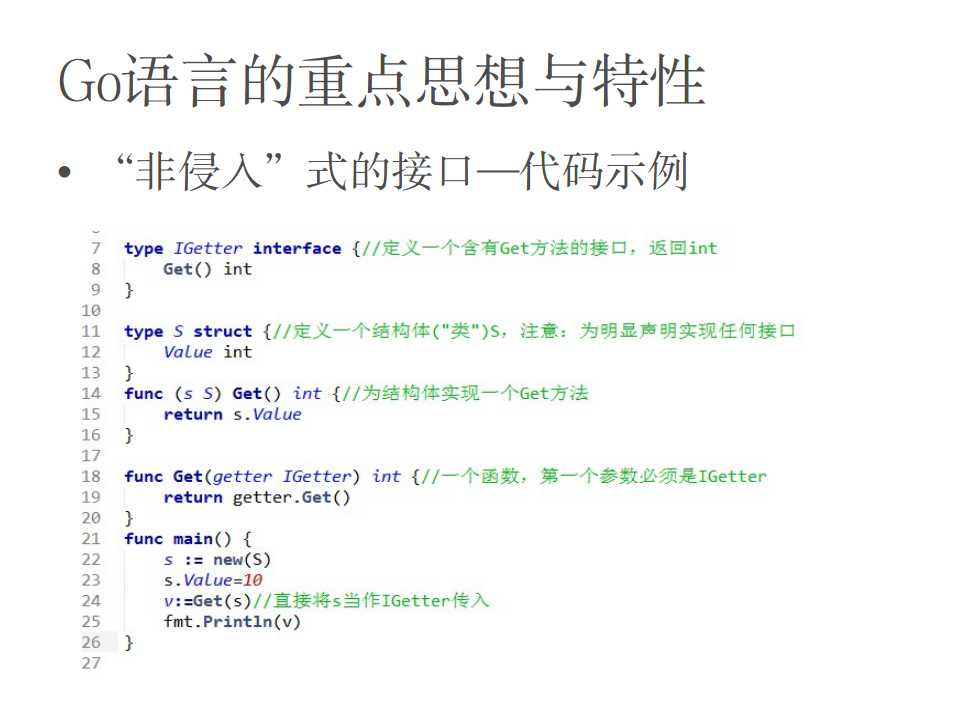 Go语言的重点思想与特性
• “非侵入”式的接口—代码示例
7 type IGetter interface {//定义一个含有Get方法的接口，返回int
8 Get() int
9 }
10
11 type S struct {//定义一个结构体("类")S，注意：为明显声明实现任何接口
12 Value int
13 }
14 func (s S) Get() int {//为结构体实现一个Get方法
15 return s.Value
16 }
17
18 func Get(getter IGetter) int {//一个函数，第一个参数必须是IGetter
19 return getter.Get()
20 }
21 func main() {
22 s := new(S)
23 s.Value=10
24 v:=Get(s)//直接将s当作IGetter传入
25 fmt.Println(v)
26 }
27